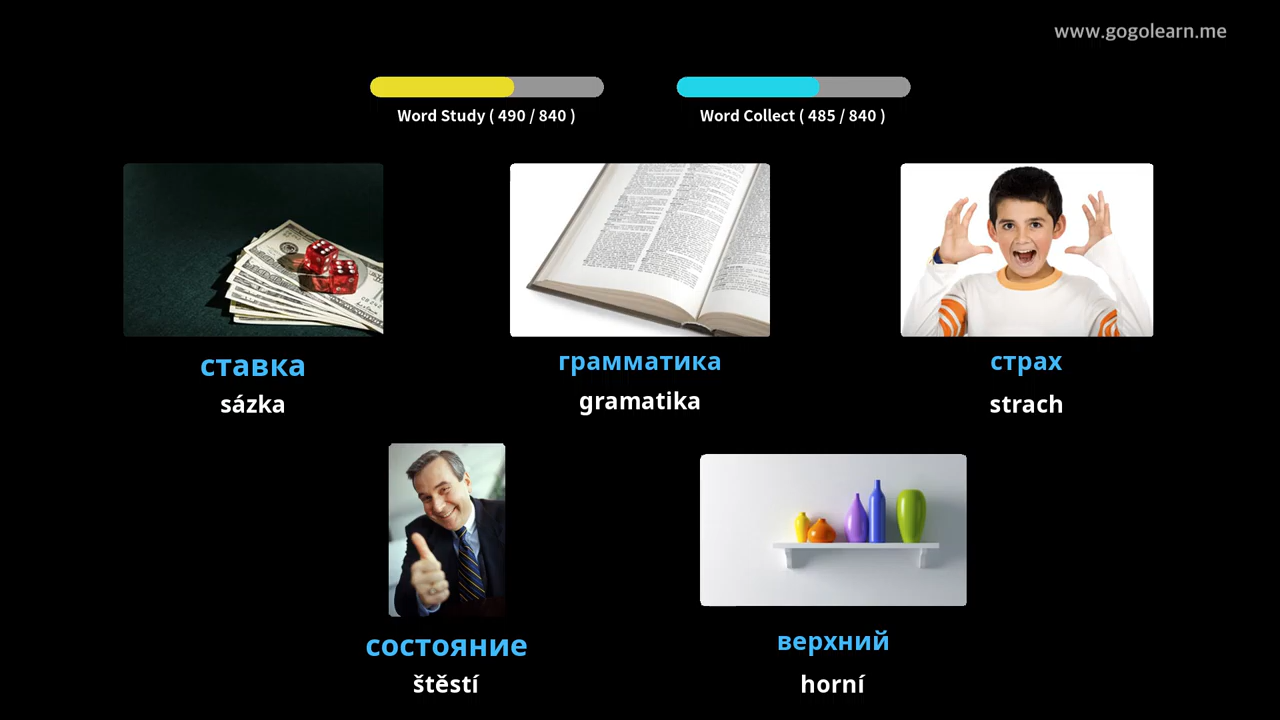 www.gogolearn.me
Word Study ( 490 / 840 )
Word Collect ( 485 / 840 )
ставка
sázka
грамматика
gramatika
страх
strach
состояние
štěstí
верхний
horní